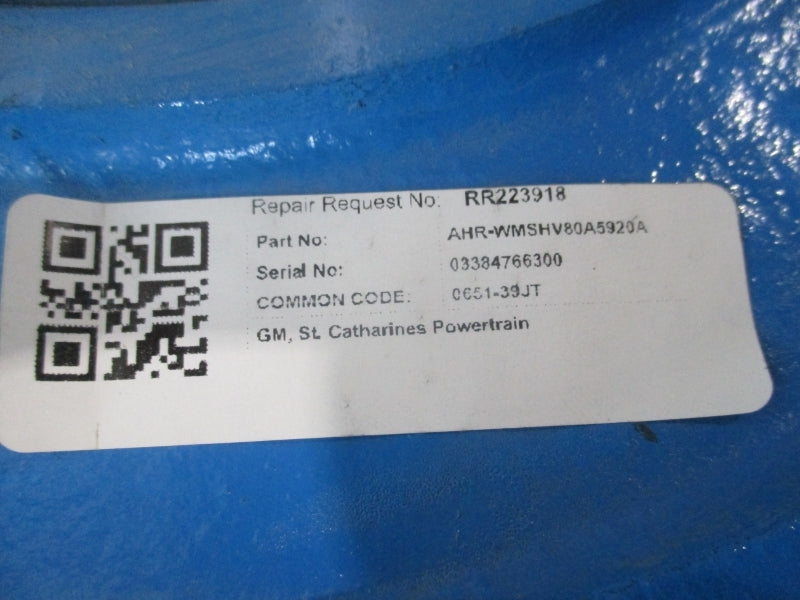 Repair Request No: RR223918
Part No: AHR-WMSHV80A5920A
Serial No: 03384766300
COMMON CODE: 0651-39JT
GM, St. Catharines Powertrain